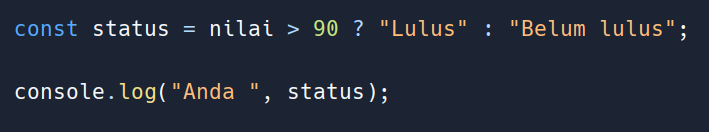 const status = nilai > 90 ? "Lulus" : "Belum lulus";
console.log("Anda ", status);